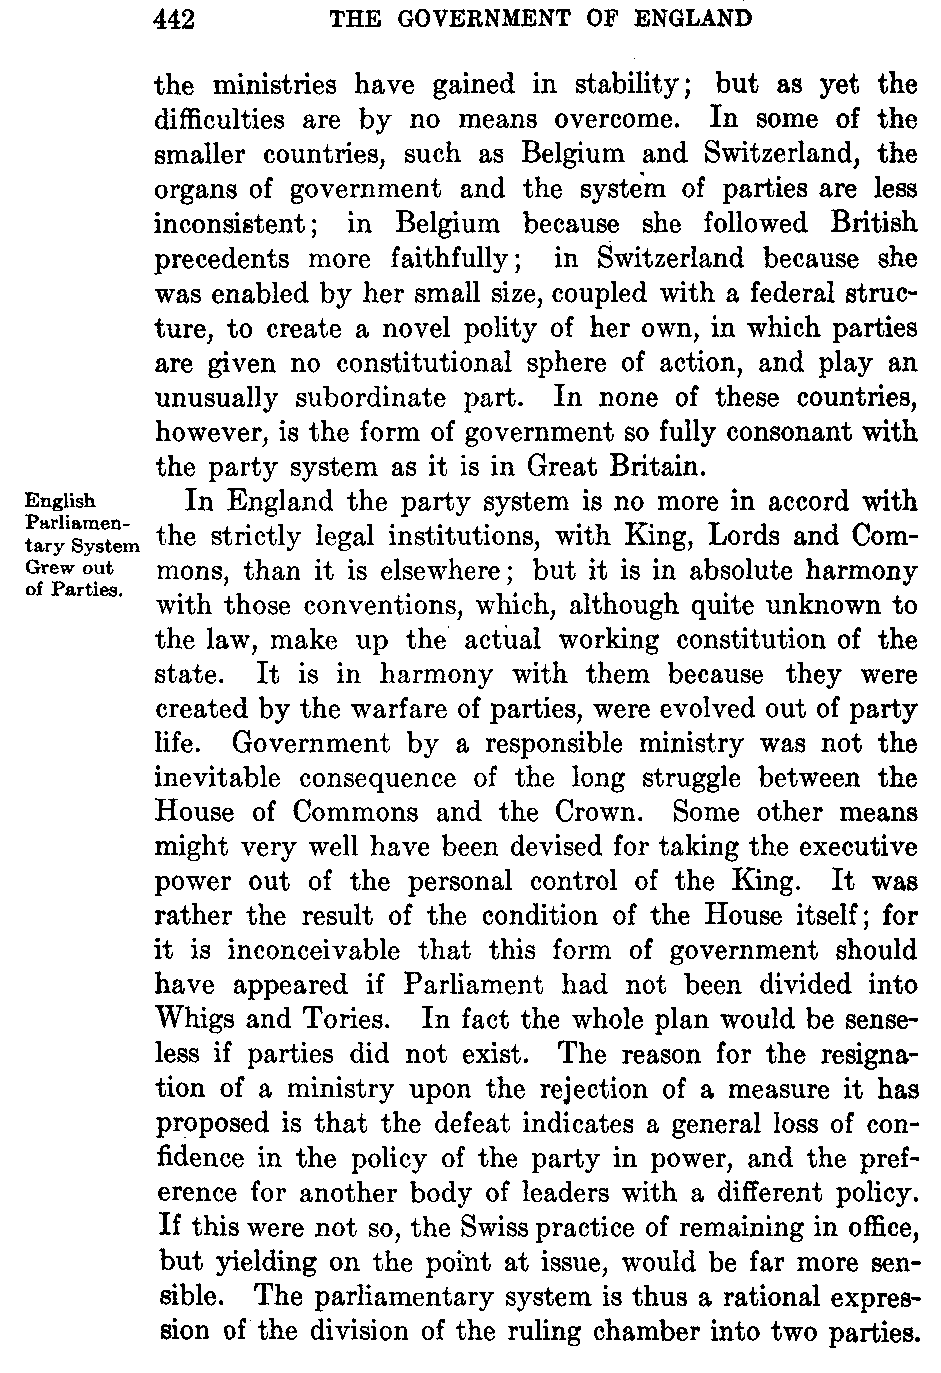 442 THE GOVERNMENT OF ENGLAND
the ministries have gained in stability; but as yet the
difficulties are by no means overcome. In some of the
smaller countries, such as Belgium and Switzerland, the
organs of government and the system of parties are less
inconsistent; in Belgium because she followed British
precedents more faithfully; in Switzerland because she
was enabled by her small size, coupled with a federal struc-
ture, to create a novel polity of her own, in which parties
are given no constitutional sphere of action, and play an
unusually subordinate part. In none of these countries,
however, is the form of government so fully consonant with
the party system as it is in Great Britain.
English
Parliamen-
tary System
Grew out
of Parties.
In England the party system is no more in accord with
the strictly legal institutions, with King, Lords and Com-
mons, than it is elsewhere; but it is in absolute harmony
with those conventions, which, although quite unknown to
the law, make up the actual working constitution of the
state. It is in harmony with them because they were
created by the warfare of parties, were evolved out of party
life. Government by a responsible ministry was not the
inevitable consequence of the long struggle between the
House of Commons and the Crown. Some other means
might very well have been devised for taking the executive
power out of the personal control of the King. It was
rather the result of the condition of the House itself; for
it is inconceivable that this form of government should
have appeared if Parliament had not been divided into
Whigs and Tories. In fact the whole plan would be sense-
less if parties did not exist. The reason for the resigna-
tion of a ministry upon the rejection of a measure it has
proposed is that the defeat indicates a general loss of con-
fidence in the policy of the party in power, and the pref-
erence for another body of leaders with a different policy.
If this were not so, the Swiss practice of remaining in office,
but yielding on the point at issue, would be far more sen-
sible. The parliamentary system is thus a rational expres-
sion of the division of the ruling chamber into two parties.